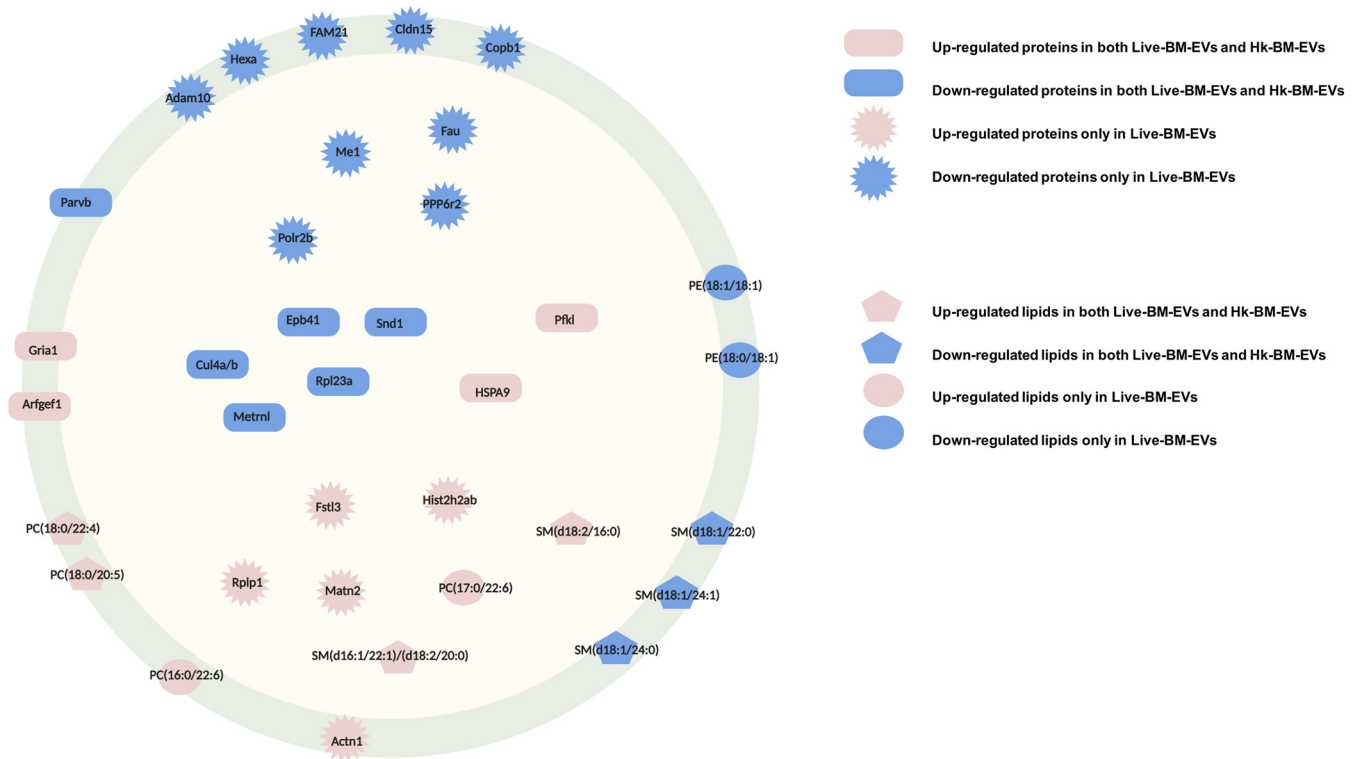 FAM21
Cldn15
Copb1
Hexa
Adam10
Fau
Me1
PPP6r2
Parvb
Polr2b
PE(18:1/18:1)
Epb41
Snd1
Pfkl
Gria1
PE(18:0/18:1)
Cul4a/b
Rpl23a
HSPA9
Arfgef1
Metrnl
Fstl3
Hist2h2ab
PC(18:0/22:4)
SM(d18:2/16:0)
SM(d18:1/22:0)
PC(18:0/20:5)
Rplp1
Matn2
PC(17:0/22:6)
SM(d18:1/24:1)
SM(d16:1/22:1)/(d18:2/20:0)
SM(d18:1/24:0)
PC(16:0/22:6)
Actn1
Up-regulated proteins in both Live-BM-EVs and Hk-BM-EVs
Down-regulated proteins in both Live-BM-EVs and Hk-BM-EVs
Up-regulated proteins only in Live-BM-EVs
Down-regulated proteins only in Live-BM-EVs
Up-regulated lipids in both Live-BM-EVs and Hk-BM-EVs
Down-regulated lipids in both Live-BM-EVs and Hk-BM-EVs
Up-regulated lipids only in Live-BM-EVs
Down-regulated lipids only in Live-BM-EVs